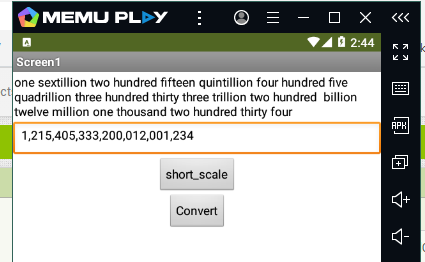 MEMU PLAY
A 2:44
Screen1
one sextillion two hundred fifteen quintillion four hundred five
quadrillion three hundred thirty three trillion two hundred  billion
twelve million one thousand two hundred thirty four
1,215,405,333,200,012,001,234
short_scale
Convert
APK